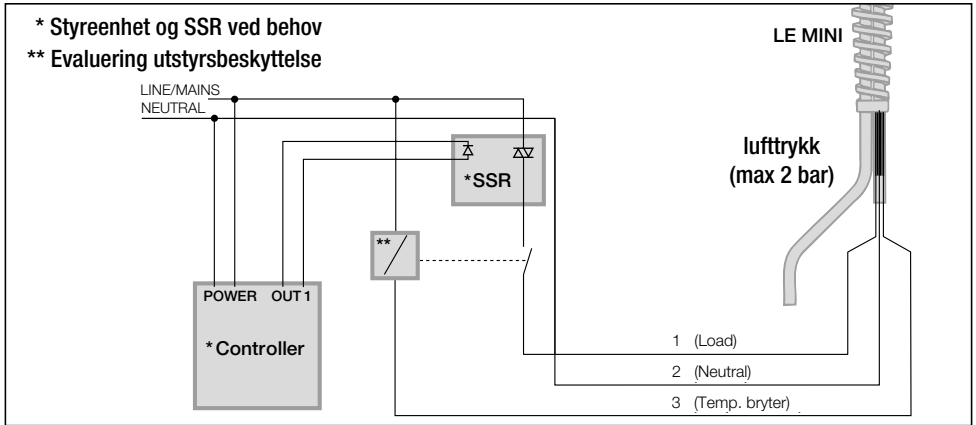 * Styreenhet og SSR ved behov
** Evaluering utstyrsbeskyttelse
LE MINI
LINE/MAINS
NEUTRAL
lufttrykk
(max 2 bar)
*SSR
**
POWER OUT 1
*Controller
1 (Load)
2 (Neutral)
3 (Temp. bryter)